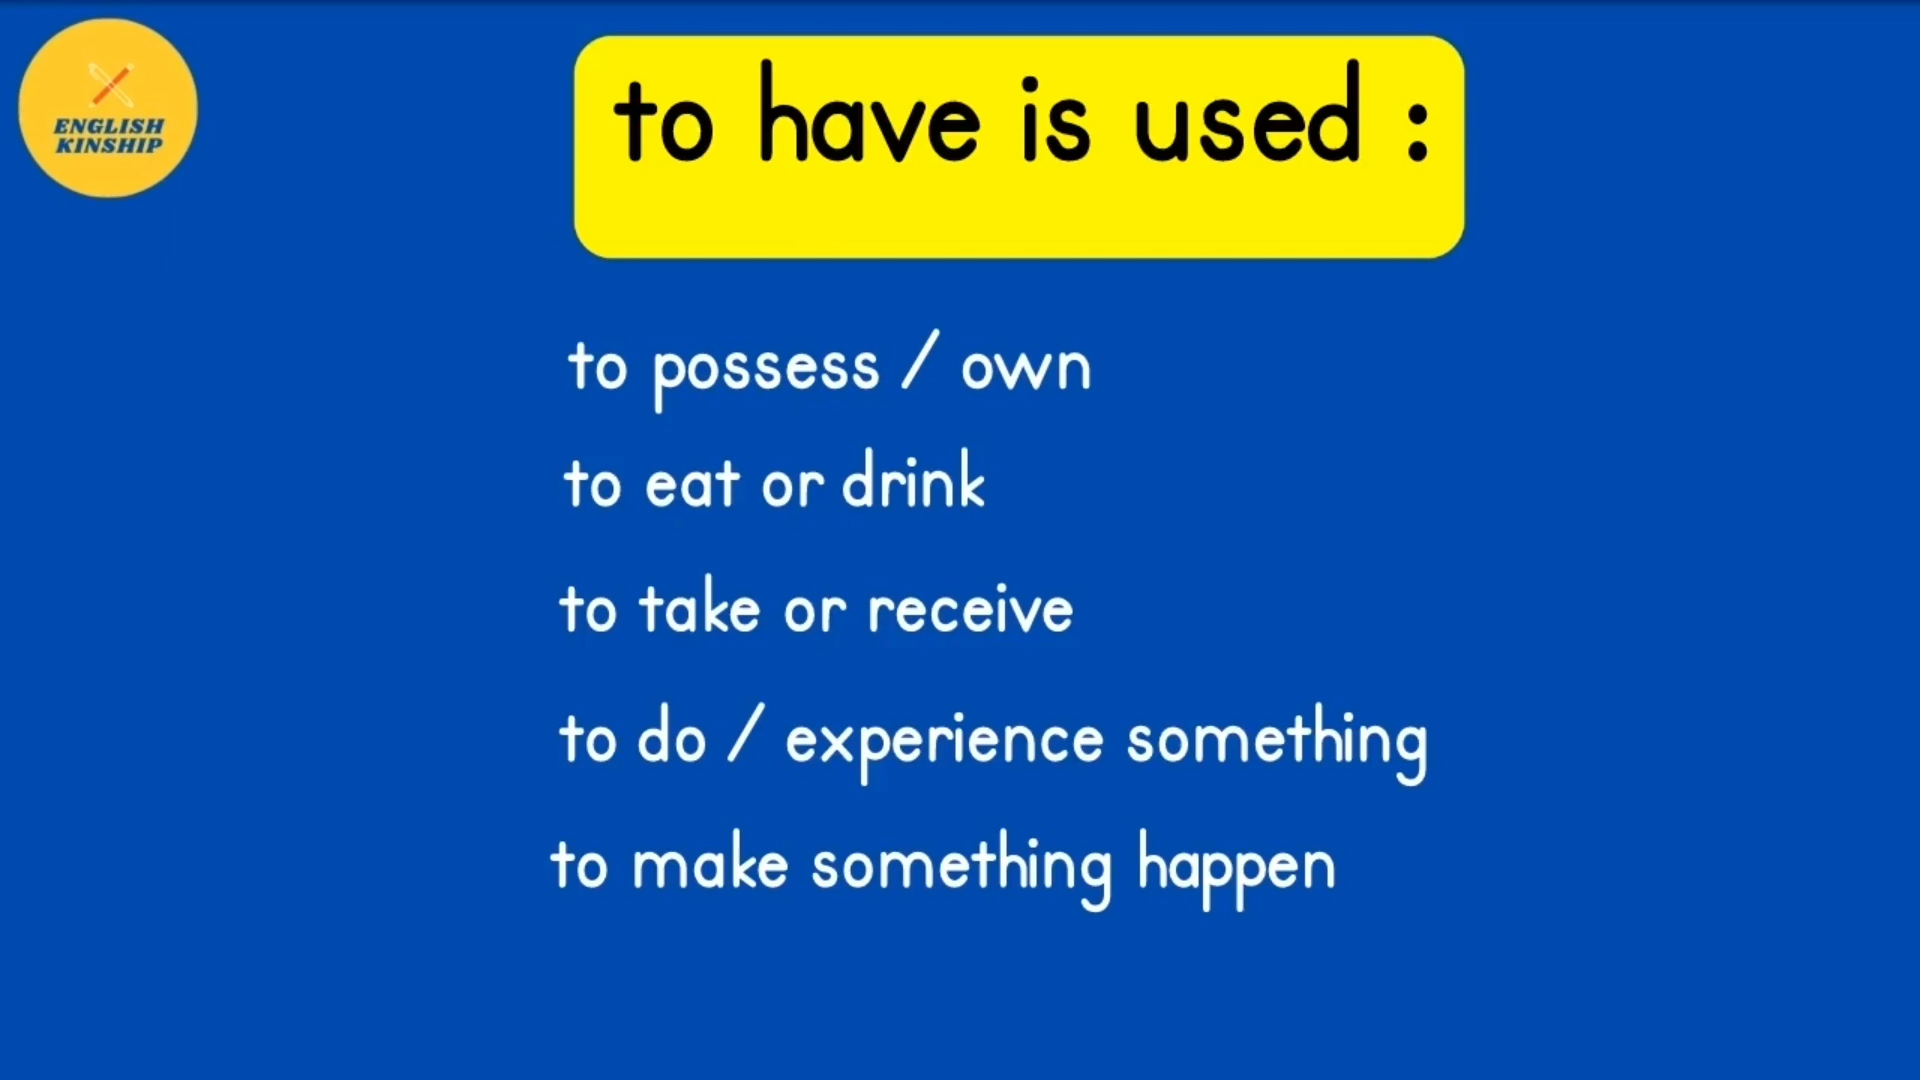 ENGLISH
KINSHIP
to have is used :
to possess / own
to eat or drink
to take or receive
to do / experience something
to make something happen